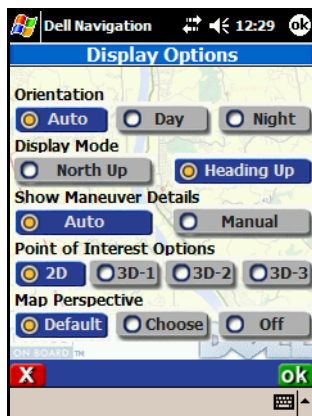 Dell Navigation 12:29 ok
Display Options
Orientation
Auto Day Night
Display Mode
North Up Heading Up
Show Maneuver Details
Auto Manual
Point of Interest Options
2D 3D-1 3D-2 3D-3
Map Perspective
Default Choose Off
ON BOARD TM
X ok